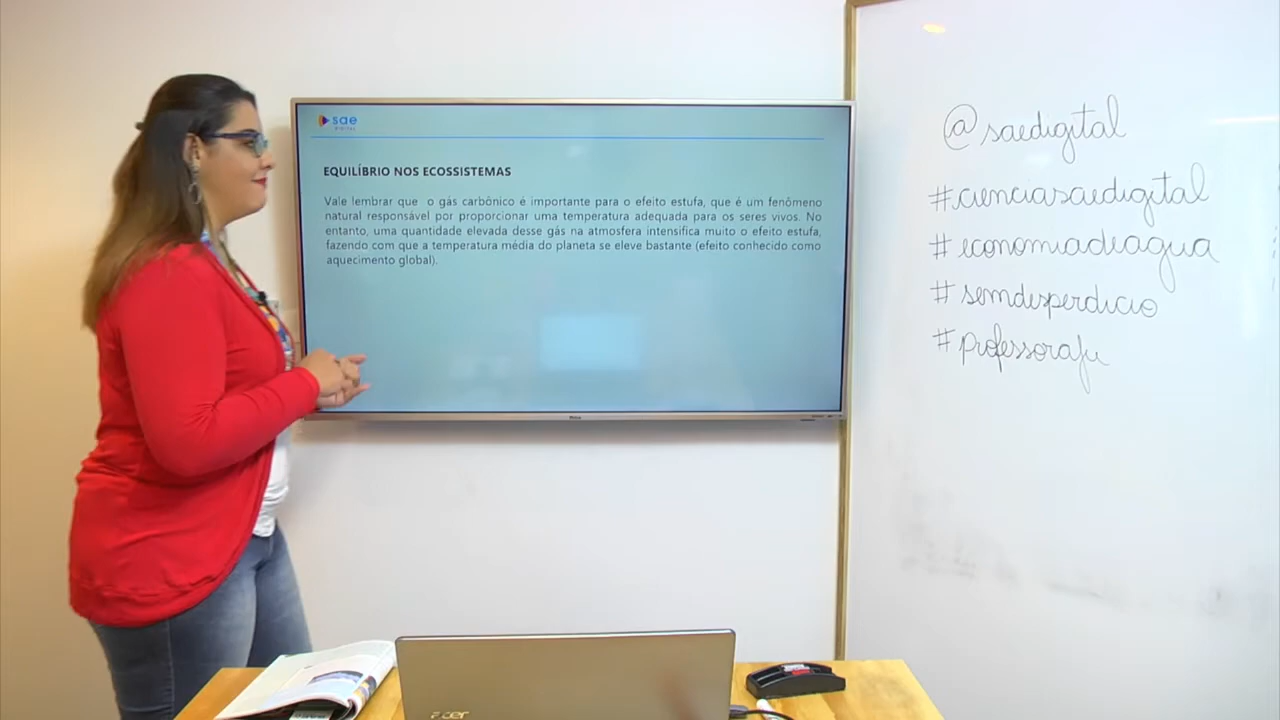 sae
DIGITAL
EQUILÍBRIO NOS ECOSSISTEMAS
Vale lembrar que o gás carbônico é importante para o efeito estufa, que é um fenômeno
natural responsável por proporcionar uma temperatura adequada para os seres vivos. No
entanto, uma quantidade elevada desse gás na atmosfera intensifica muito o efeito estufa,
fazendo com que a temperatura média do planeta se eleve bastante (efeito conhecido como
aquecimento global).
@saedigital
#cienciasaedigital
#economiadeagua
#semdesperdicio
#professoraju
acer